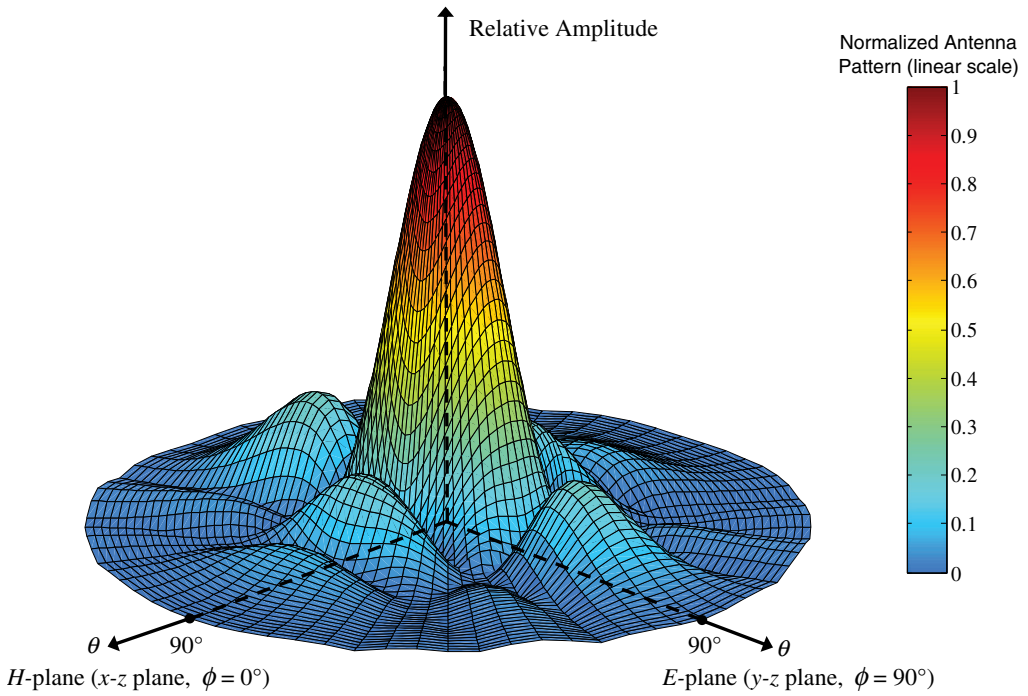 Relative Amplitude
Normalized Antenna
Pattern (linear scale)
1
0.9
0.8
0.7
0.6
0.5
0.4
0.3
0.2
0.1
0
θ
90°
H-plane (x-z plane, ϕ = 0°)
90°
θ
E-plane (y-z plane, ϕ = 90°)